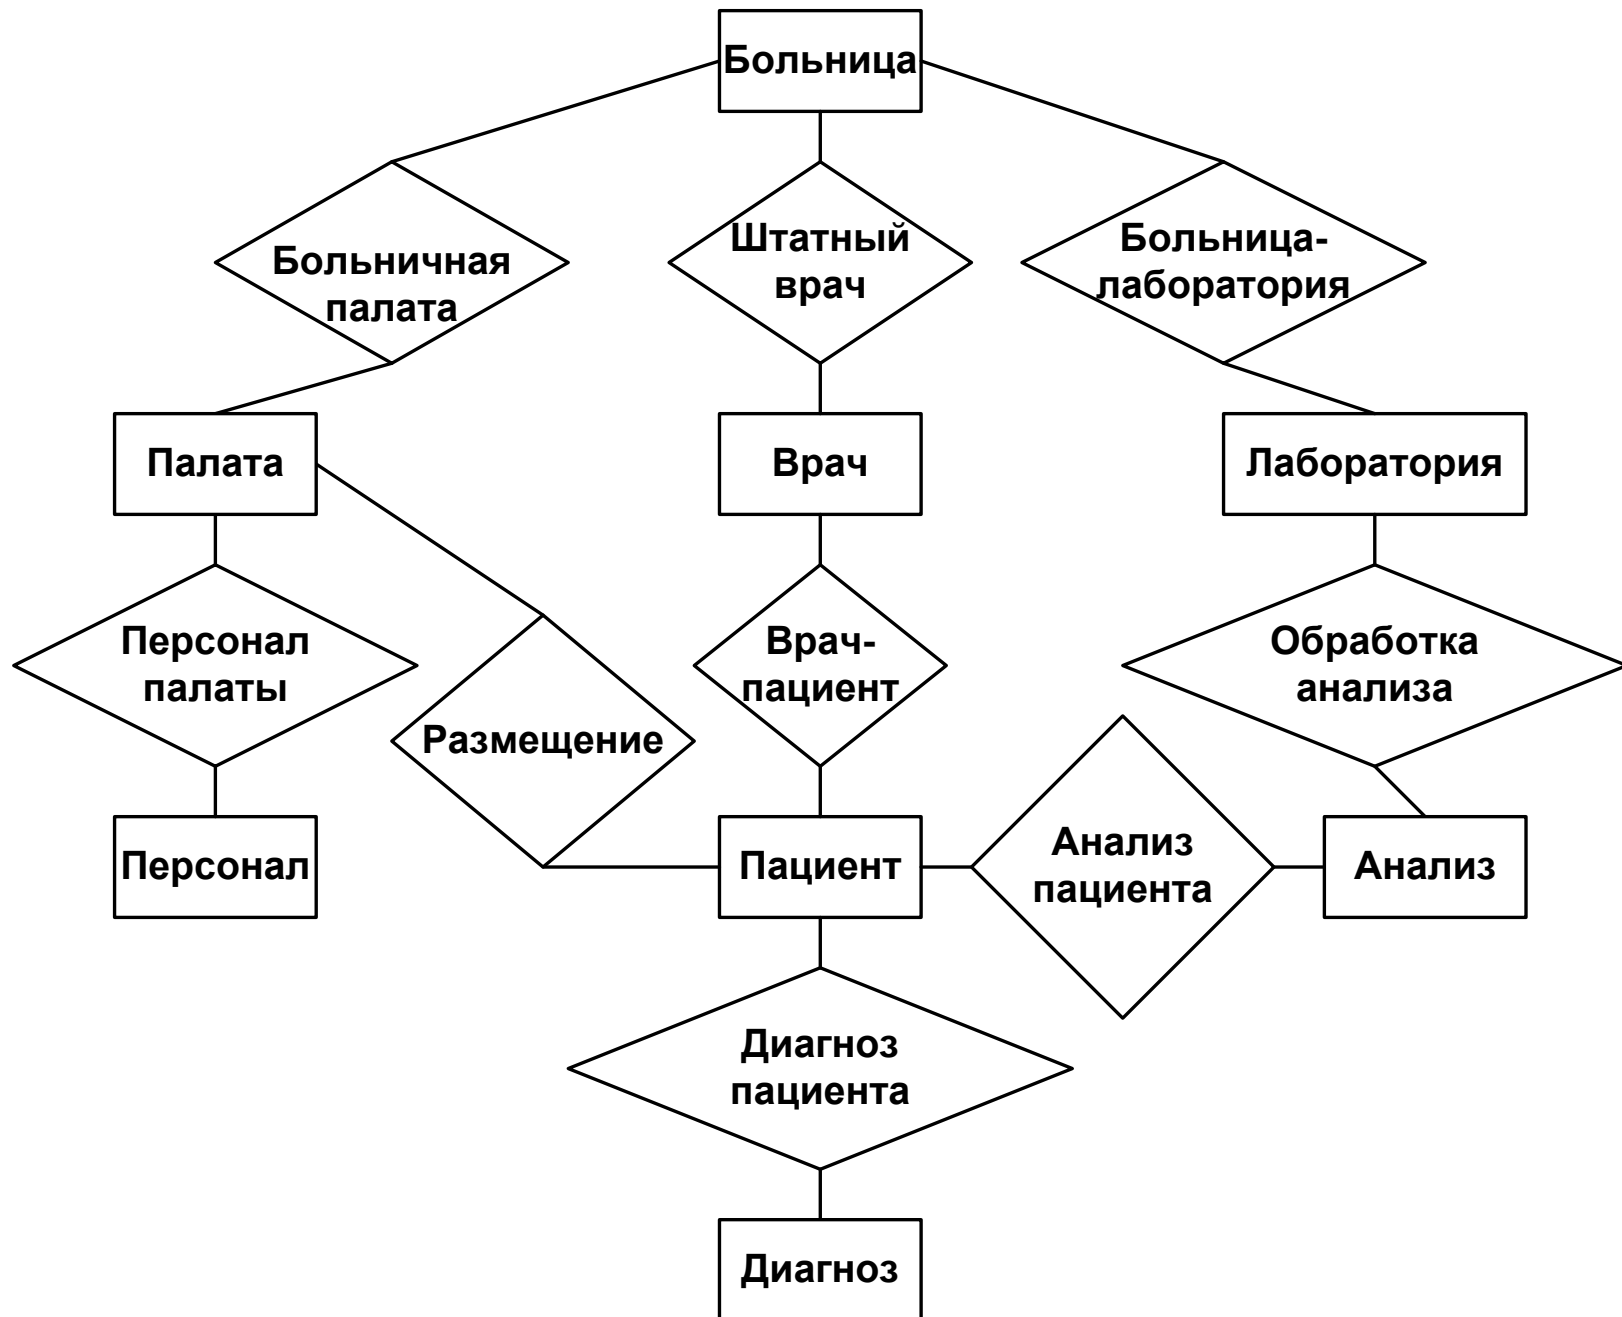 Больница
Больничная
палата
Штатный
врач
Больница-
лаборатория
Палата
Врач
Лаборатория
Персонал
палаты
Размещение
Врач-
пациент
Обработка
анализа
Персонал
Пациент
Анализ
пациента
Анализ
Диагноз
пациента
Диагноз